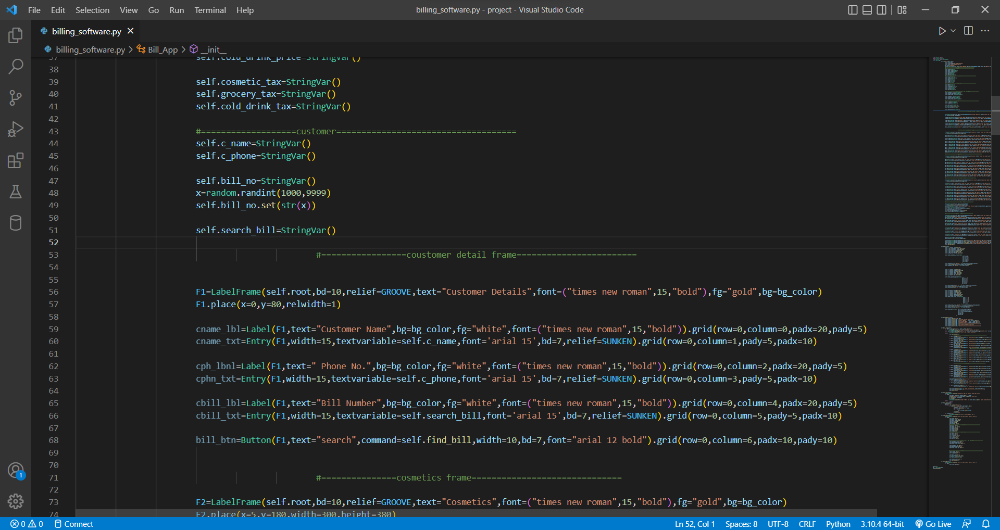 File Edit Selection View Go Run Terminal Help
billing_software.py - project - Visual Studio Code
billing_software.py
billing_software.py > Bill_App > __init__
37 self.cold_drink_price=StringVar()
38
39 self.cosmetic_tax=StringVar()
40 self.grocery_tax=StringVar()
41 self.cold_drink_tax=StringVar()
42
43 #===================customer====================================
44 self.c_name=StringVar()
45 self.c_phone=StringVar()
46
47 self.bill_no=StringVar()
48 x=random.randint(1000,9999)
49 self.bill_no.set(str(x))
50
51 self.search_bill=StringVar()
52
53 #=================coustomer detail frame========================
54
55
56 F1=LabelFrame(self.root,bd=10,relief=GROOVE,text="Customer Details",font=("times new roman",15,"bold"),fg="gold",bg=bg_color)
57 F1.place(x=0,y=80,relwidth=1)
58
59 cname_lbl=Label(F1,text="Customer Name",bg=bg_color,fg="white",font=("times new roman",15,"bold")).grid(row=0,column=0,padx=20,pady=5)
60 cname_txt=Entry(F1,width=15,textvariable=self.c_name,font='arial 15',bd=7,relief=SUNKEN).grid(row=0,column=1,pady=5,padx=10)
61
62 cph_lbnl=Label(F1,text=" Phone No.",bg=bg_color,fg="white",font=("times new roman",15,"bold")).grid(row=0,column=2,padx=20,pady=5)
63 cphn_txt=Entry(F1,width=15,textvariable=self.c_phone,font='arial 15',bd=7,relief=SUNKEN).grid(row=0,column=3,pady=5,padx=10)
64
65 cbill_lbl=Label(F1,text="Bill Number",bg=bg_color,fg="white",font=("times new roman",15,"bold")).grid(row=0,column=4,padx=20,pady=5)
66 cbill_txt=Entry(F1,width=15,textvariable=self.search_bill,font='arial 15',bd=7,relief=SUNKEN).grid(row=0,column=5,pady=5,padx=10)
67
68 bill_btn=Button(F1,text="search",command=self.find_bill,width=10,bd=7,font="arial 12 bold").grid(row=0,column=6,padx=10,pady=10)
69
70
71 #===============cosmetics frame==============================
72
73 F2=LabelFrame(self.root,bd=10,relief=GROOVE,text="Cosmetics",font=("times new roman",15,"bold"),fg="gold",bg=bg_color)
74 F2.place(x=5,y=180,width=300,height=380)
1
0 0 Connect
Ln 52, Col 1 Spaces: 8 UTF-8 CRLF Python 3.10.4 64-bit Go Live